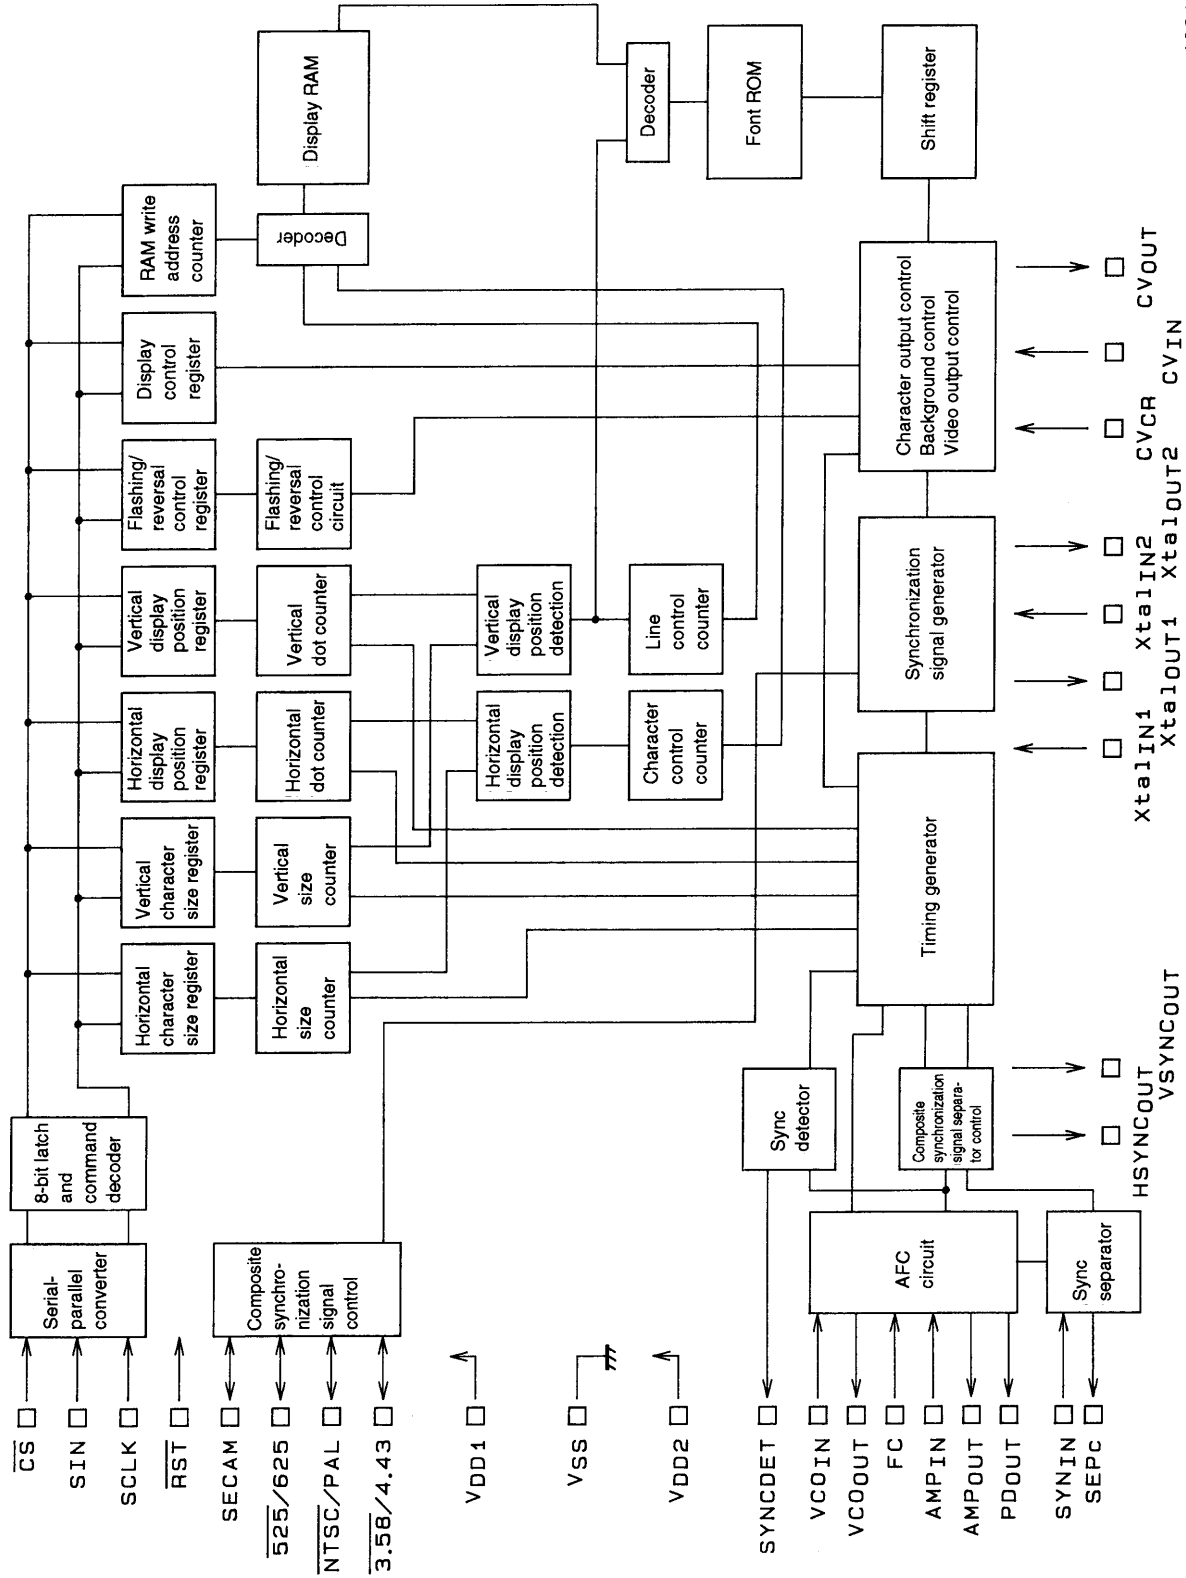 CS
SIN
SCLK
RST
SECAM
525/625
NTSC/PAL
3.58/4.43
VDD1
VSS
VDD2
SYNCDET
VCOIN
VCOOUT
FC
AMPIN
AMPOUT
PDOUT
SYNIN
SEPC
Serial-
parallel
converter
8-bit latch
and
command
decoder
Composite
synchro-
nization
signal
control
Horizontal
character
size register
Vertical
character
size register
Horizontal
display
position
register
Vertical
display
position
register
Flashing/
reversal
control
register
Display
control
register
RAM write
address
counter
Horizontal
size
counter
Vertical
size
counter
Horizontal
dot counter
Vertical
dot counter
Flashing/
reversal
control
circuit
Decoder
Display RAM
Horizontal
display
position
detection
Vertical
display
position
detection
Character
control
counter
Line
control
counter
Decoder
Font ROM
Shift register
Sync
detector
AFC
circuit
Sync
separator
Composite
synchronization
signal separa-
tor control
Timing generator
Synchronization
signal generator
Character output control
Background control
Video output control
HSYNCOUT
VSYNCOUT
XtalIN1
XtalOUT1
XtalIN2
XtalOUT2
CVCR
CVIN
CVOUT